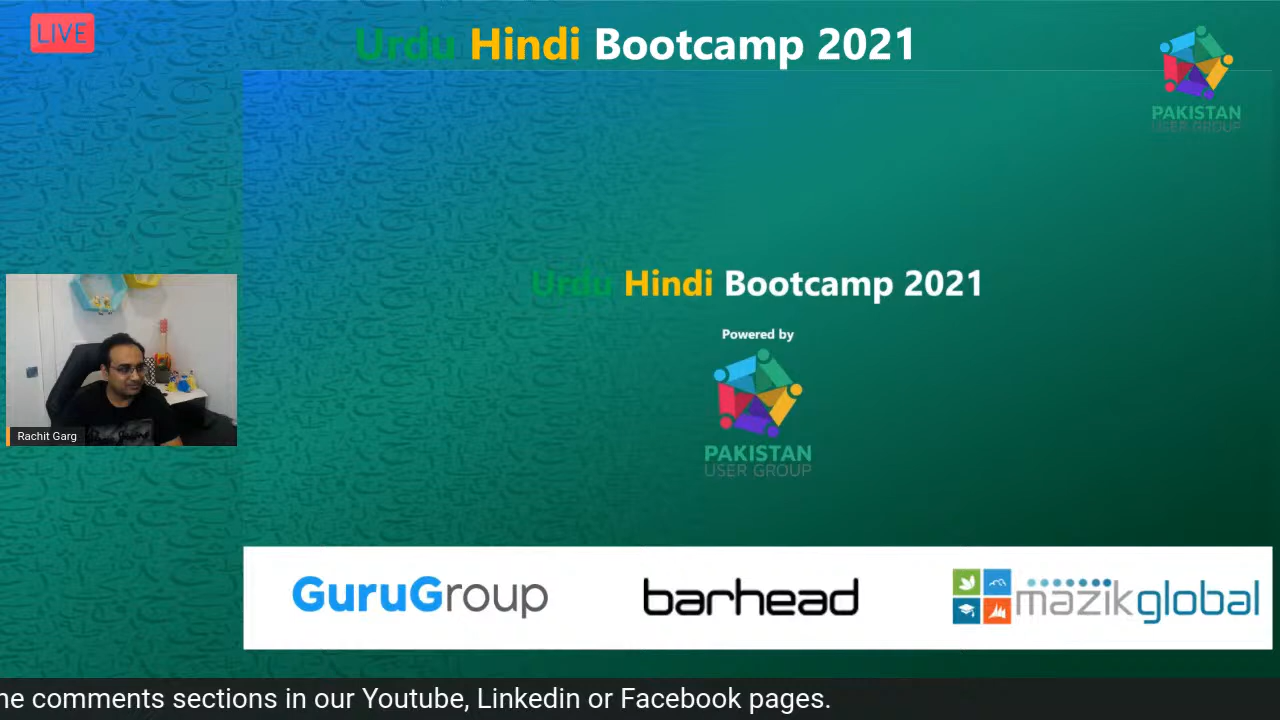 LIVE
Urdu Hindi Bootcamp 2021
PAKISTAN
USER GROUP
Urdu Hindi Bootcamp 2021
Powered by
PAKISTAN
USER GROUP
Rachit Garg
GuruGroup
barhead
mazikglobal
he comments sections in our Youtube, Linkedin or Facebook pages.